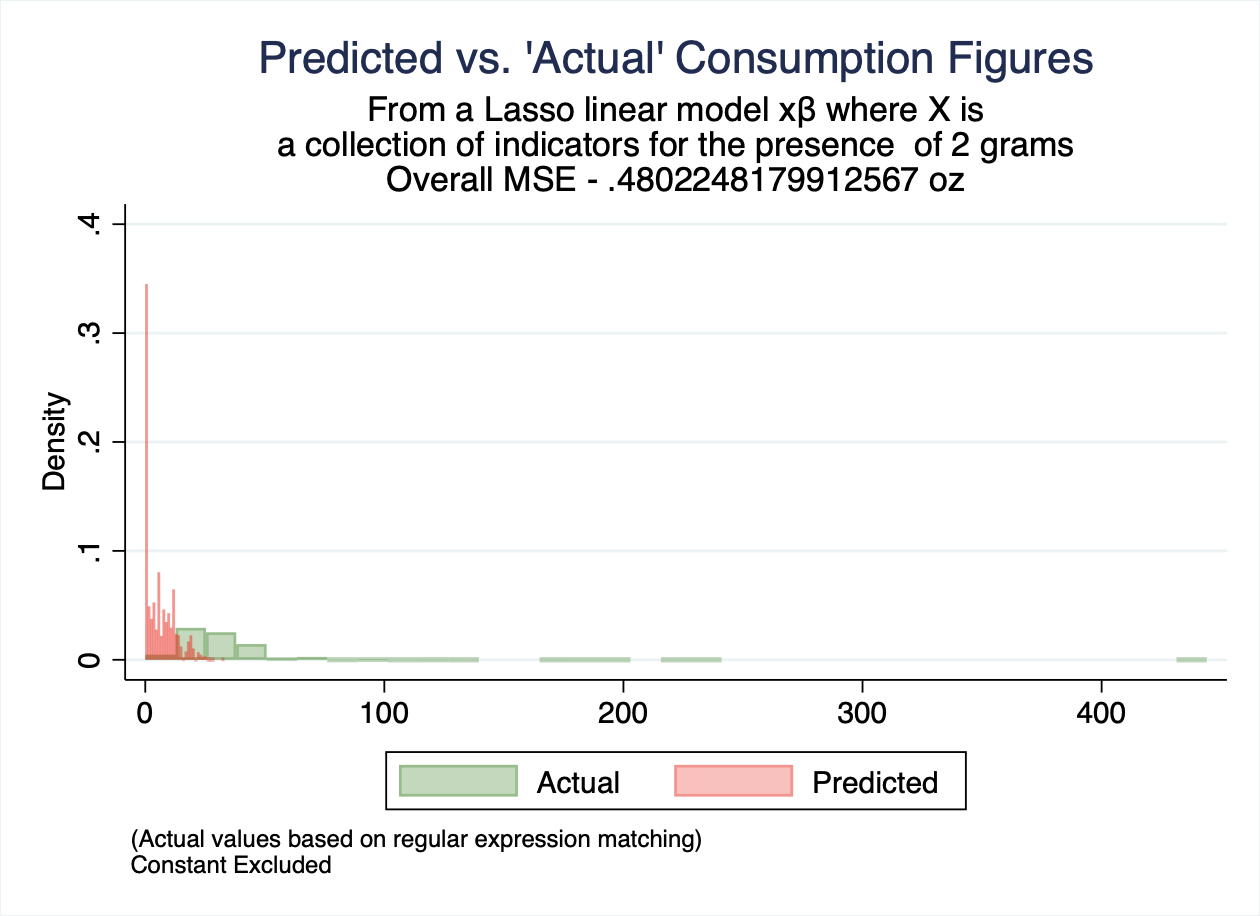 Predicted vs. 'Actual' Consumption Figures
From a Lasso linear model xβ where X is
a collection of indicators for the presence  of 2 grams
Overall MSE - .4802248179912567 oz
.4
.3
.2
.1
0
Density
0 100 200 300 400
Actual Predicted
(Actual values based on regular expression matching)
Constant Excluded